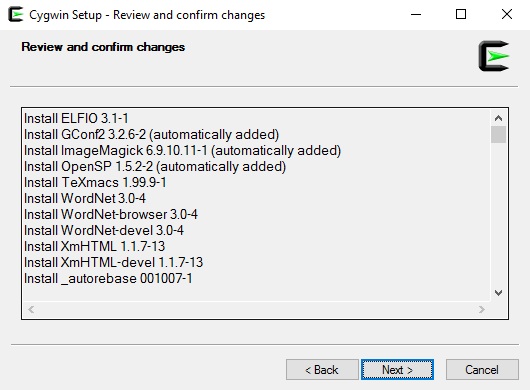 Cygwin Setup - Review and confirm changes
Review and confirm changes
Install ELFIO 3.1-1
Install GConf2 3.2.6-2 (automatically added)
Install ImageMagick 6.9.10.11-1 (automatically added)
Install OpenSP 1.5.2-2 (automatically added)
Install TeXmacs 1.99.9-1
Install WordNet 3.0-4
Install WordNet-browser 3.0-4
Install WordNet-devel 3.0-4
Install XmHTML 1.1.7-13
Install XmHTML-devel 1.1.7-13
Install _autorebase 001007-1
< Back
Next >
Cancel